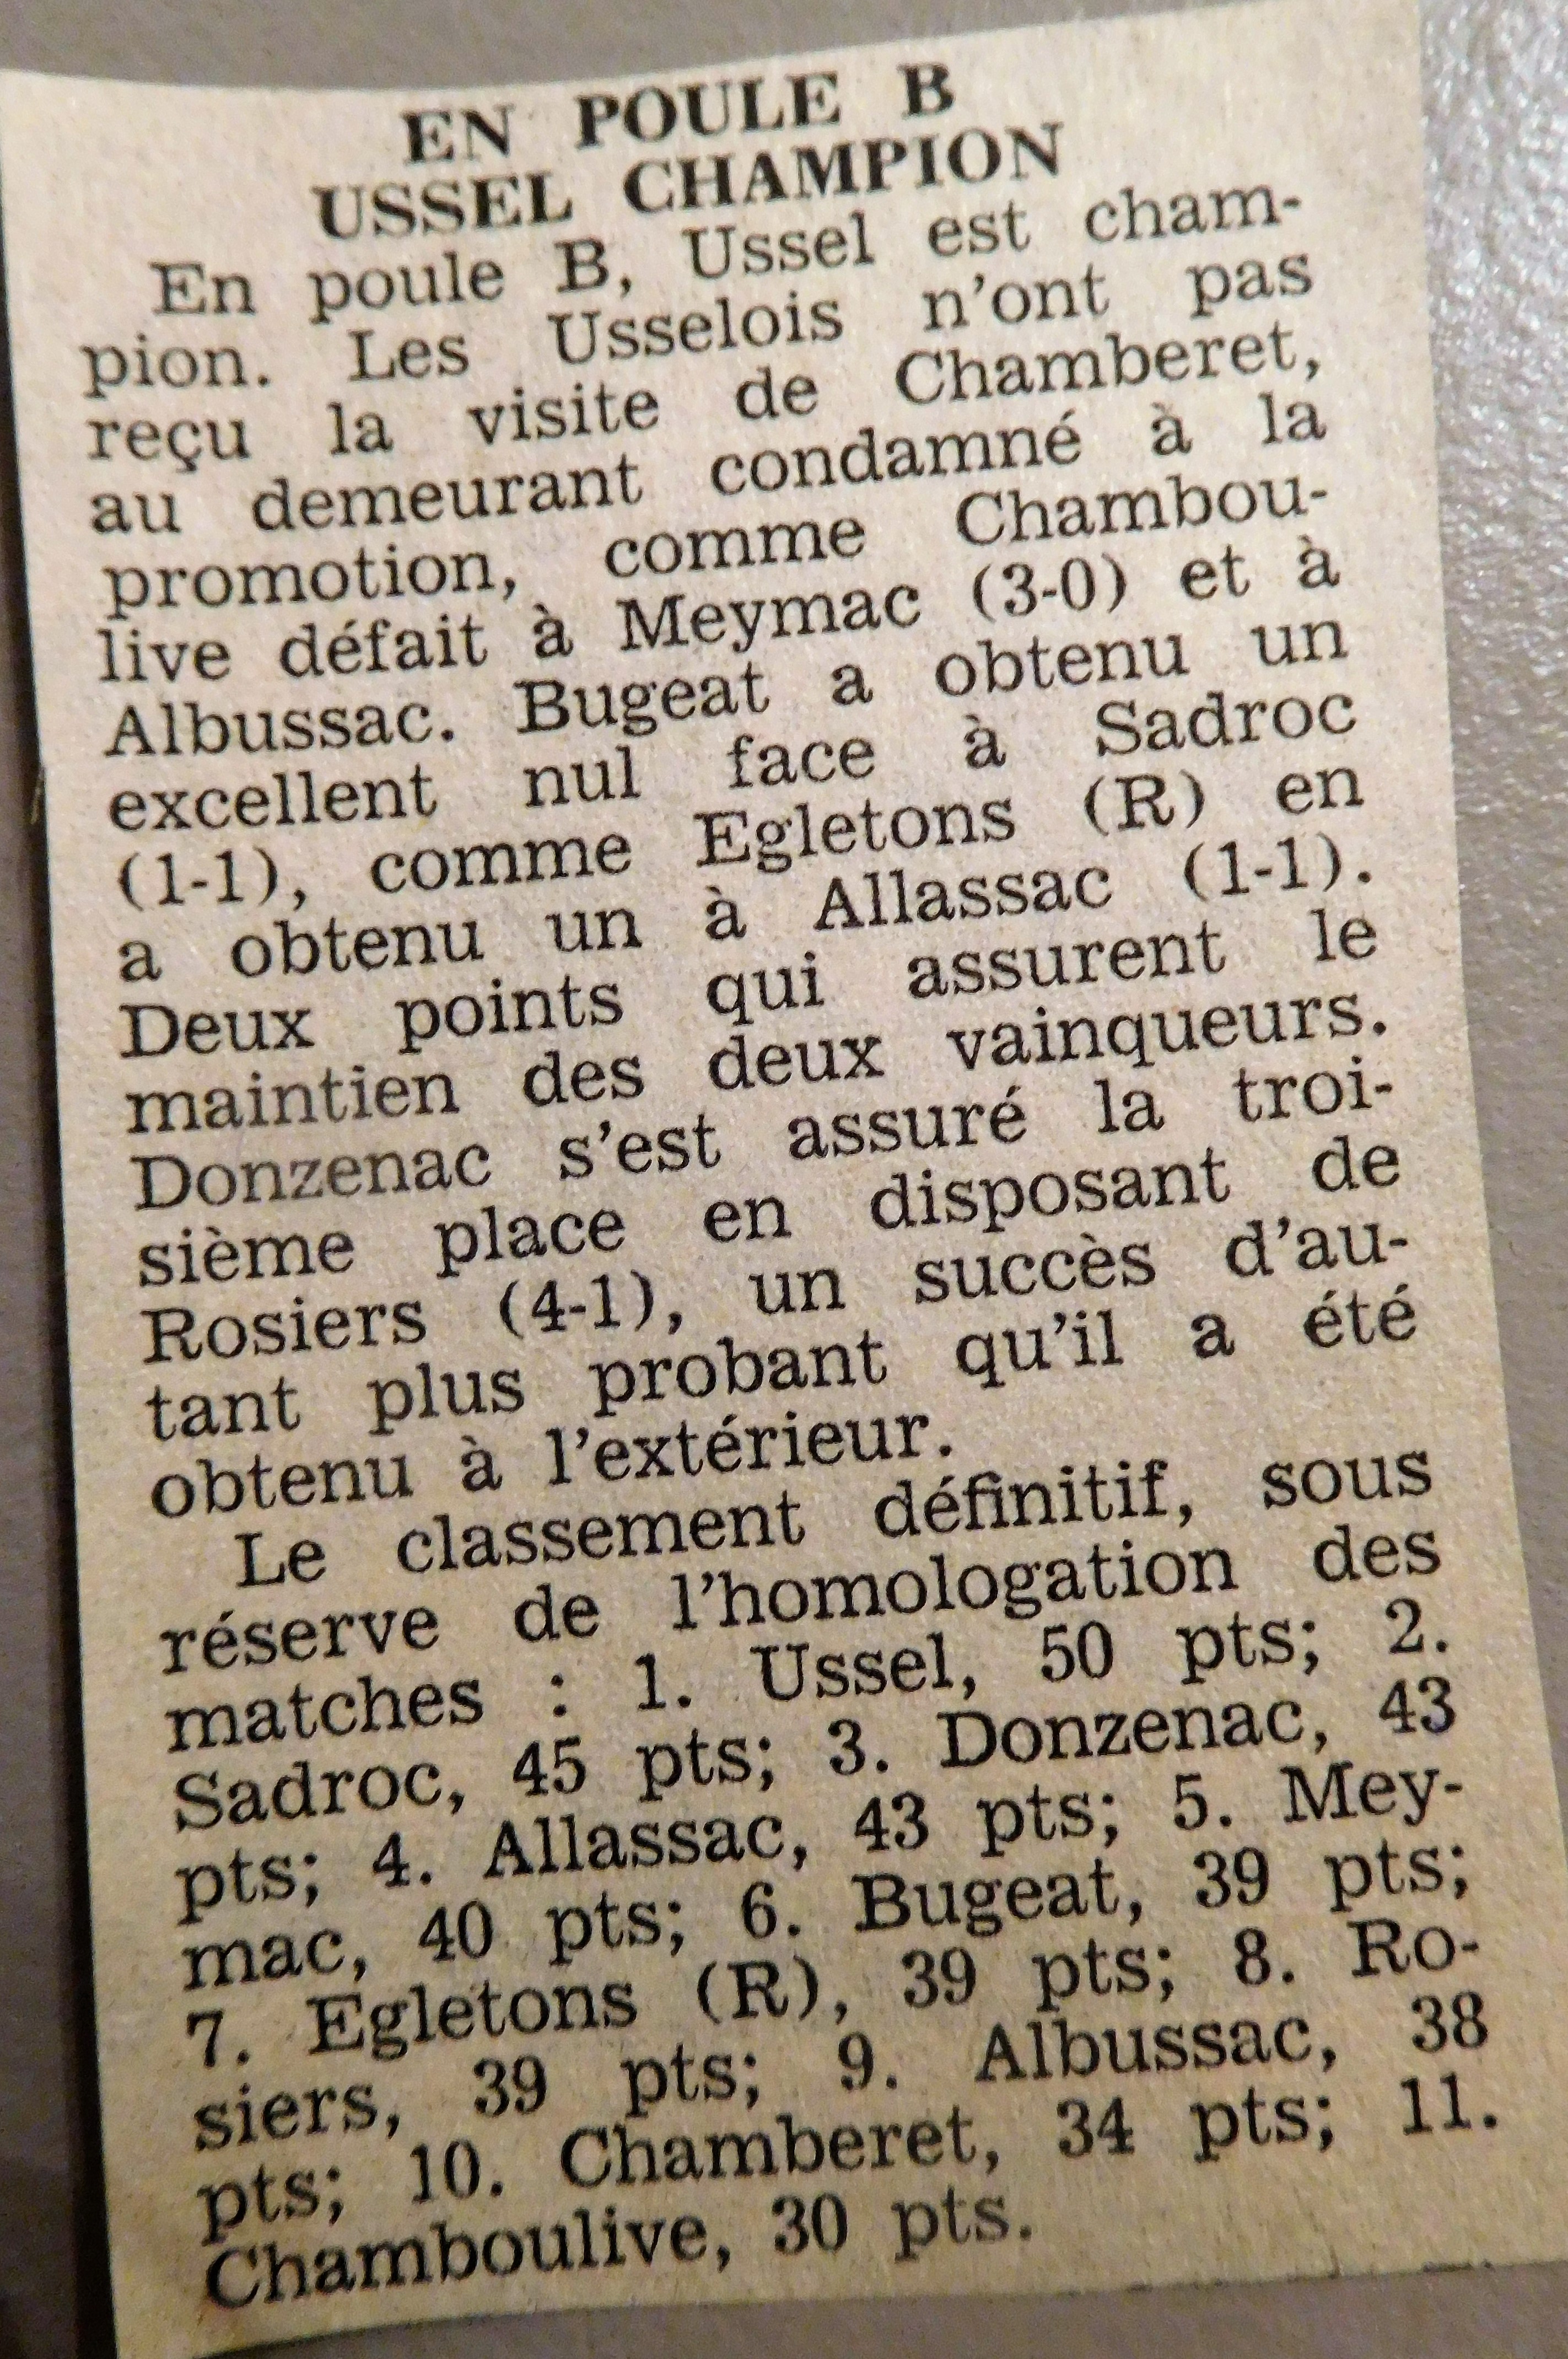 EN POULE B
USSEL CHAMPION
En poule B, Ussel est cham-
pion. Les Usselois n'ont pas
reçu la visite de Chamberet,
au demeurant condamné à la
promotion, comme Chambou-
live défait à Meymac (3-0) et à
Albussac. Bugeat a obtenu un
excellent nul face à Sadroc
(1-1), comme Egletons (R) en
a obtenu un à Allassac (1-1).
Deux points qui assurent le
maintien des deux vainqueurs.
Donzenac s'est assuré la troi-
sième place en disposant de
Rosiers (4-1), un succès d'au-
tant plus probant qu'il a été
obtenu à l'extérieur.
Le classement définitif, sous
réserve de l'homologation des
matches : 1. Ussel, 50 pts; 2.
Sadroc, 45 pts; 3. Donzenac, 43
pts; 4. Allassac, 43 pts; 5. Mey-
mac, 40 pts; 6. Bugeat, 39 pts;
7. Egletons (R), 39 pts; 8. Ro-
siers, 39 pts; 9. Albussac, 38
pts; 10. Chamberet, 34 pts; 11.
Chamboulive, 30 pts.